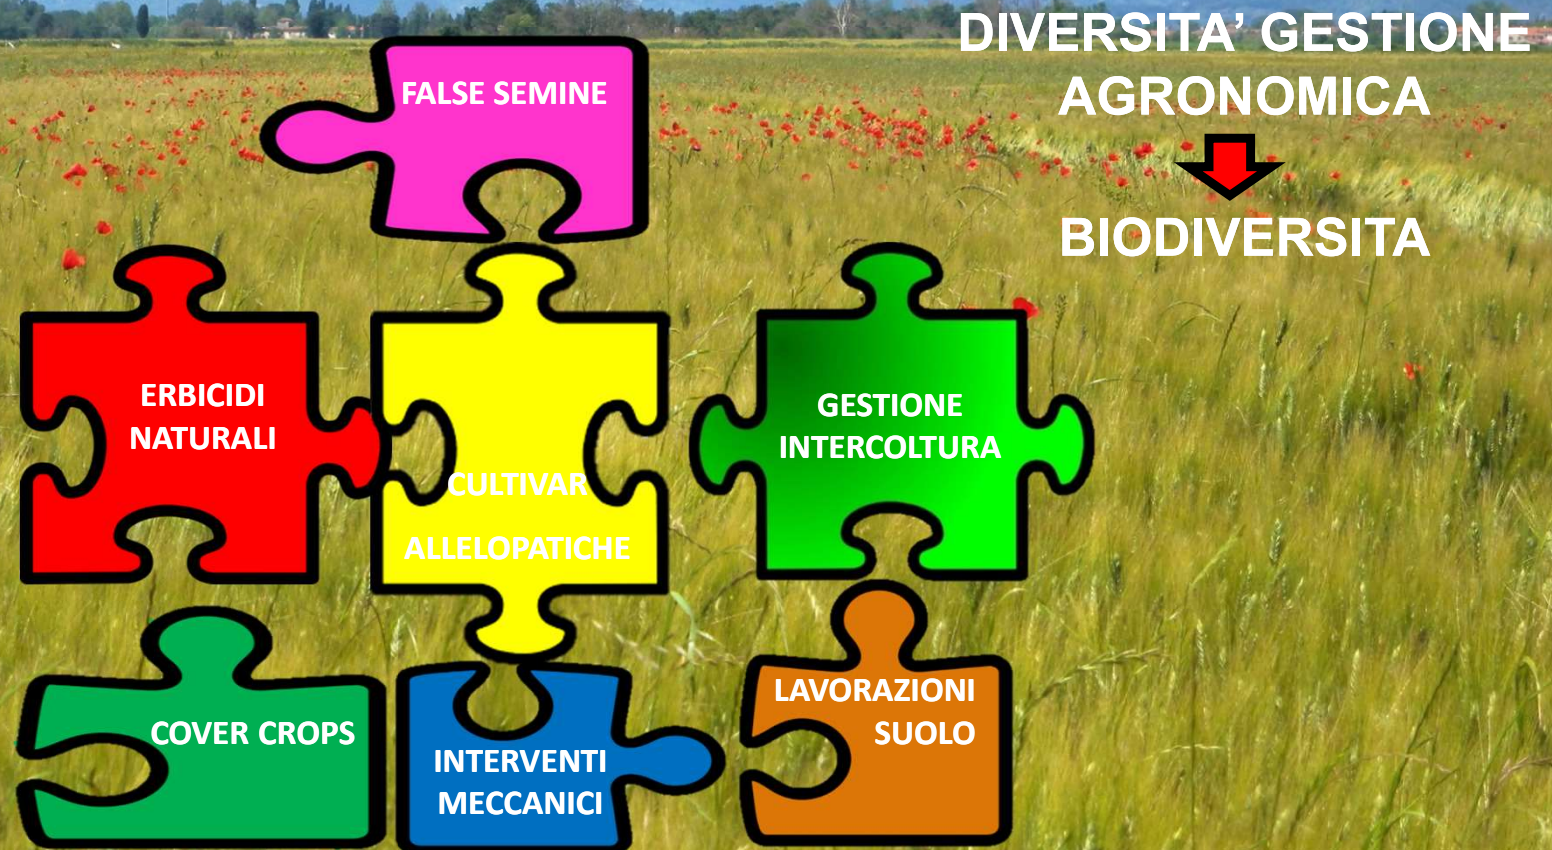 DIVERSITA’ GESTIONE
AGRONOMICA
BIODIVERSITA
FALSE SEMINE
ERBICIDI
NATURALI
CULTIVAR
ALLELOPATICHE
GESTIONE
INTERCOLTURA
COVER CROPS
INTERVENTI
MECCANICI
LAVORAZIONI
SUOLO